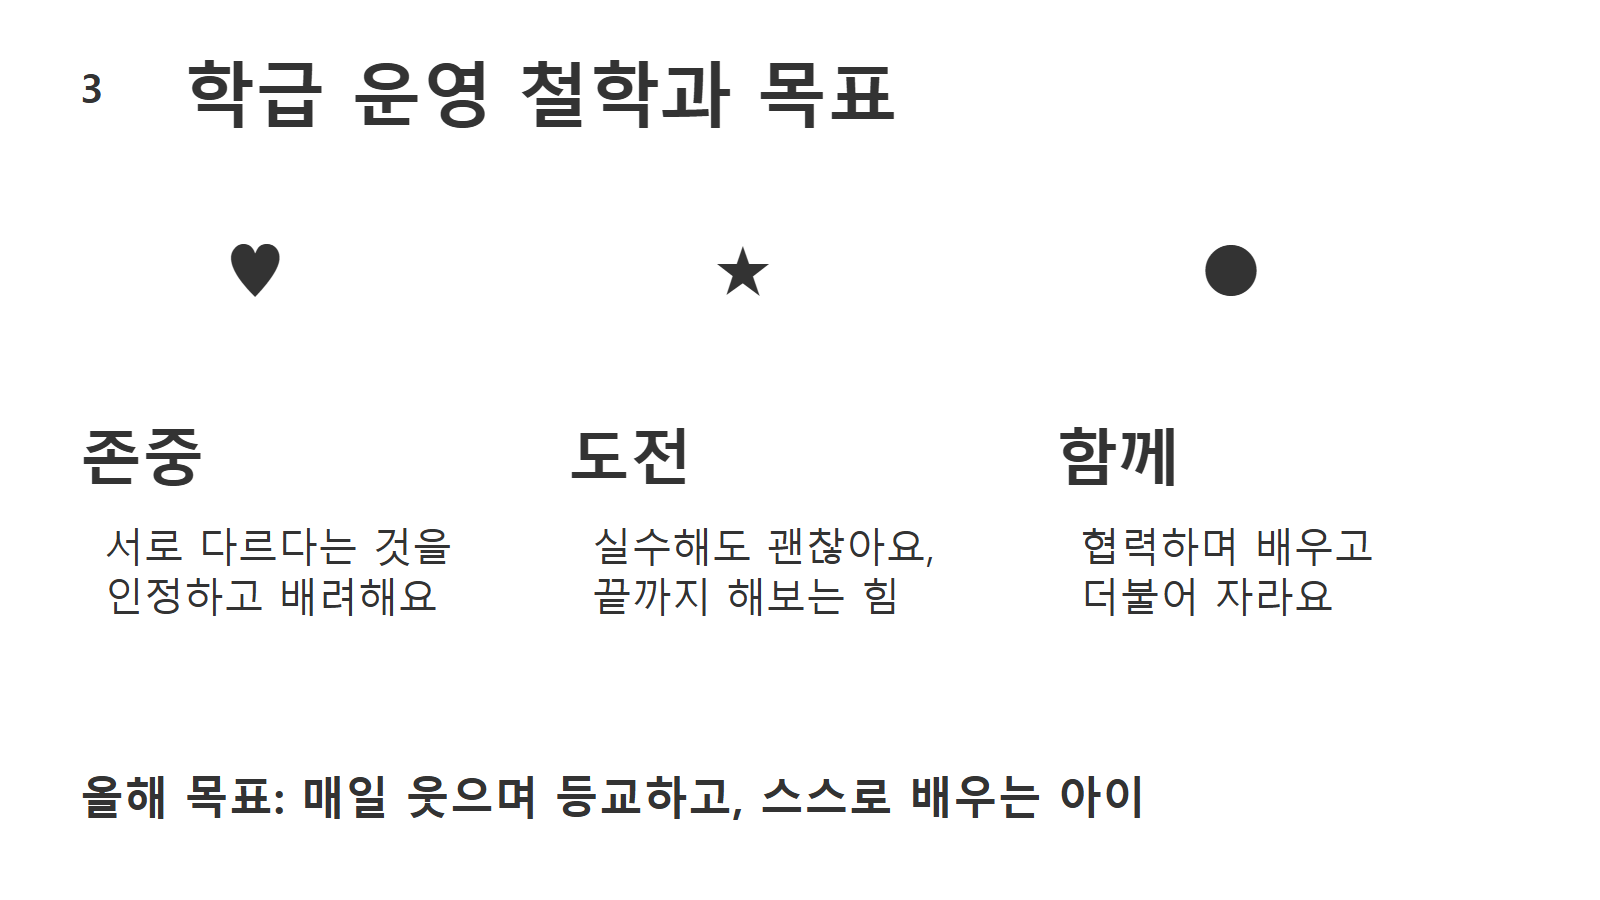 3 학급 운영 철학과 목표
♥ ★ ●
존중
서로 다르다는 것을
인정하고 배려해요
도전
실수해도 괜찮아요,
끝까지 해보는 힘
함께
협력하며 배우고
더불어 자라요
올해 목표: 매일 웃으며 등교하고, 스스로 배우는 아이